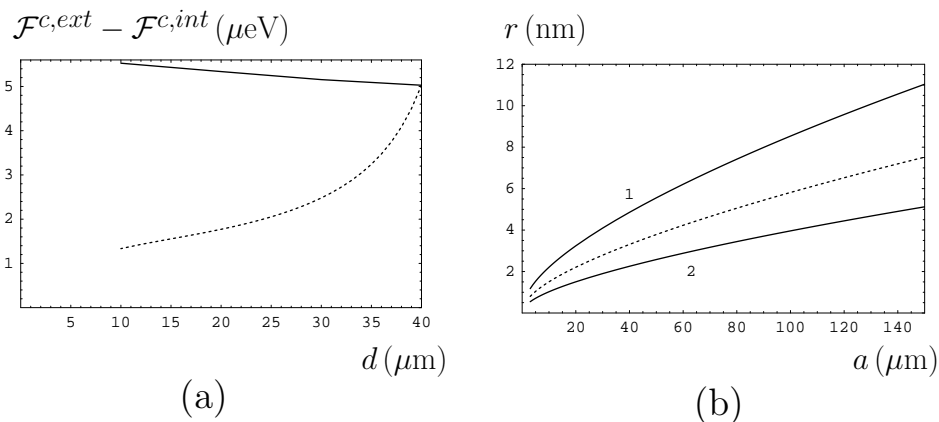 𝓕^{c,ext} − 𝓕^{c,int} (μeV)
5
4
3
2
1
5 10 15 20 25 30 35 40
d (μm)
(a)
r (nm)
12
10
8
6
4
2
1
2
20 40 60 80 100 120 140
a (μm)
(b)